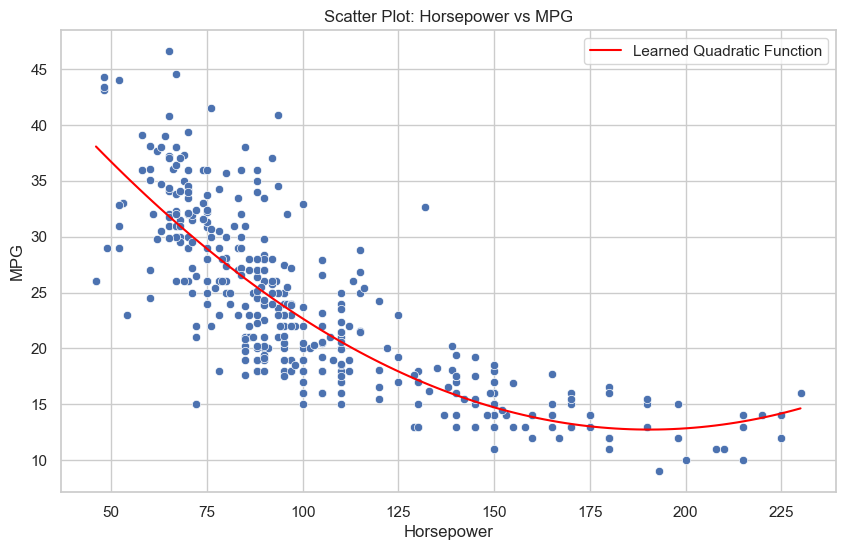 Scatter Plot: Horsepower vs MPG
Learned Quadratic Function
45
40
35
30
25
20
15
10
MPG
50 75 100 125 150 175 200 225
Horsepower